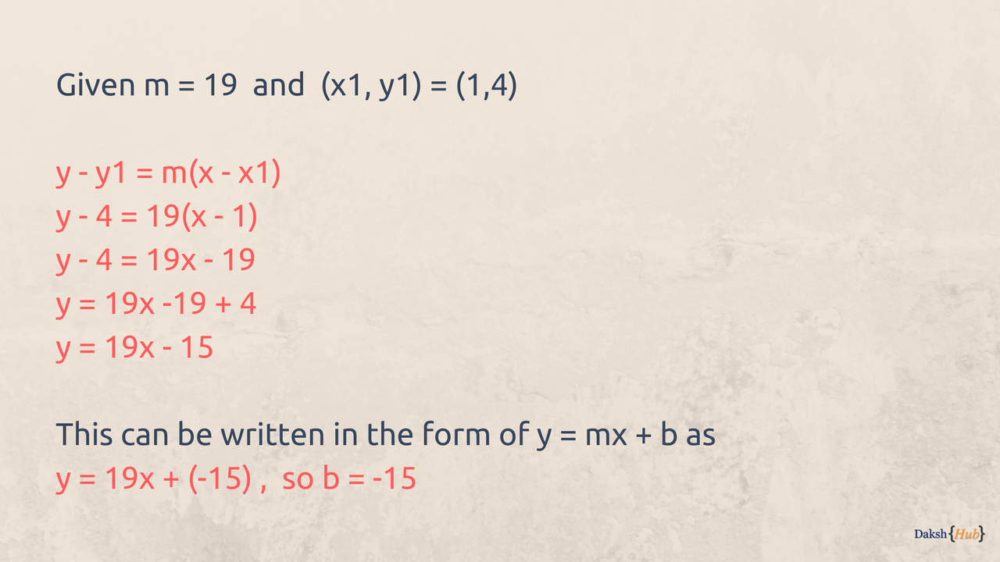 Given m = 19 and (x1, y1) = (1,4)
y - y1 = m(x - x1)
y - 4 = 19(x - 1)
y - 4 = 19x - 19
y = 19x -19 + 4
y = 19x - 15
This can be written in the form of y = mx + b as
y = 19x + (-15) , so b = -15
Daksh{Hub}